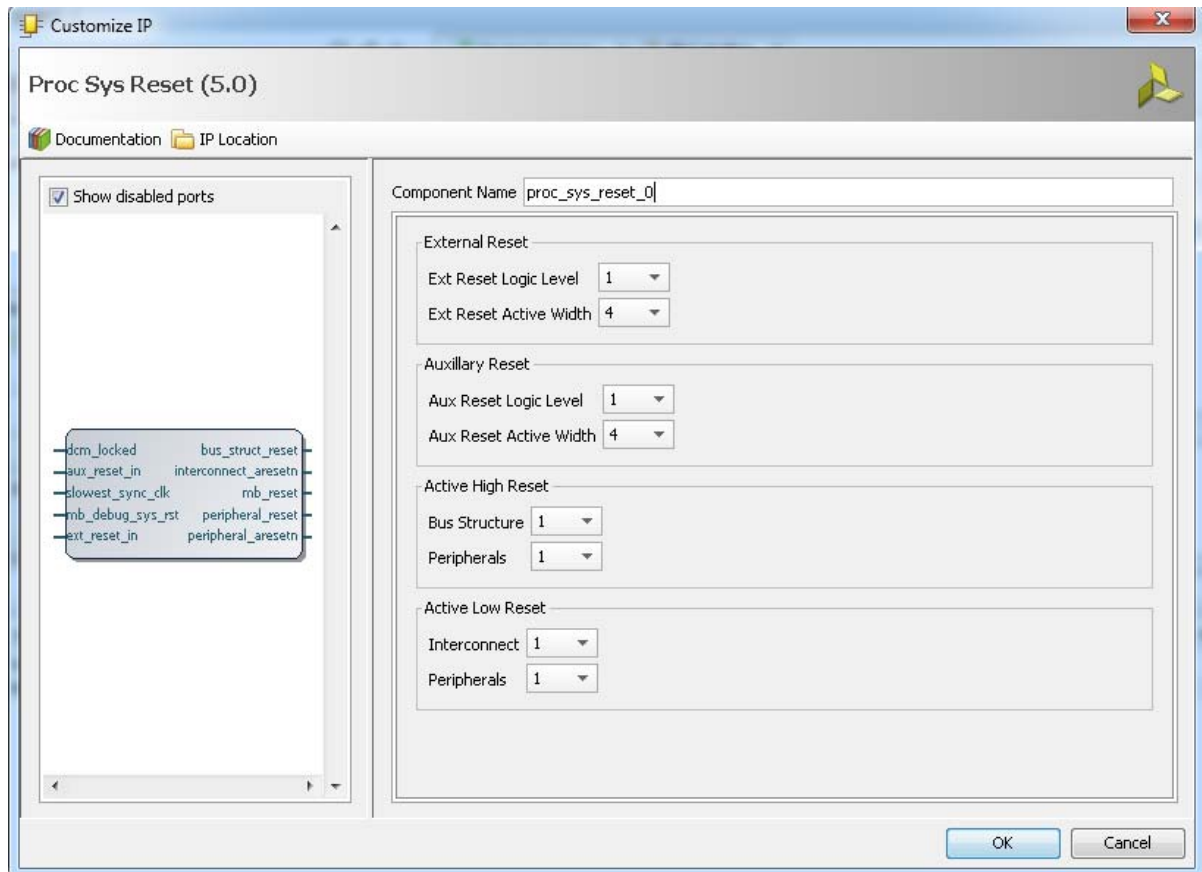 Customize IP
Proc Sys Reset (5.0)
Documentation IP Location
Show disabled ports
dcm_locked bus_struct_reset
aux_reset_in interconnect_aresetn
slowest_sync_clk mb_reset
mb_debug_sys_rst peripheral_reset
ext_reset_in peripheral_aresetn
Component Name proc_sys_reset_0
External Reset
Ext Reset Logic Level 1
Ext Reset Active Width 4
Auxillary Reset
Aux Reset Logic Level 1
Aux Reset Active Width 4
Active High Reset
Bus Structure 1
Peripherals 1
Active Low Reset
Interconnect 1
Peripherals 1
OK Cancel